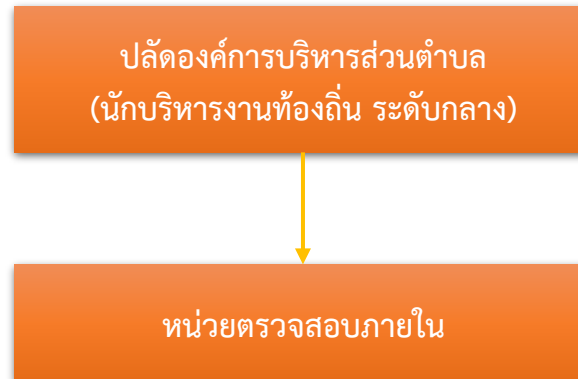 ปลัดองค์การบริหารส่วนตำบล
(นักบริหารงานท้องถิ่น ระดับกลาง)
หน่วยตรวจสอบภายใน